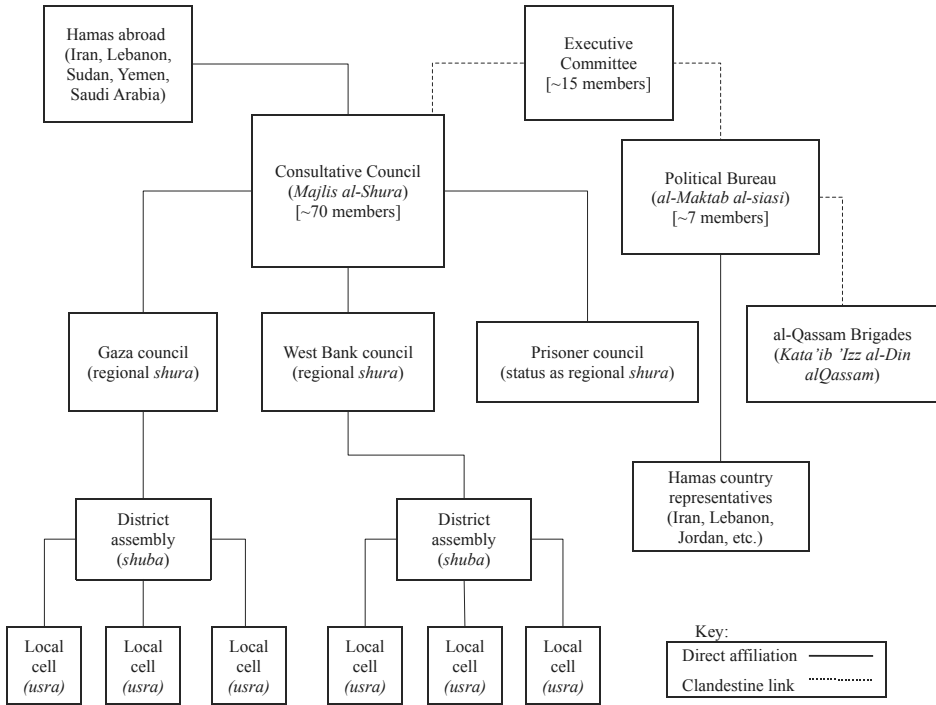 Hamas abroad
(Iran, Lebanon,
Sudan, Yemen,
Saudi Arabia)
Executive
Committee
[~15 members]
Consultative Council
(Majlis al-Shura)
[~70 members]
Political Bureau
(al-Maktab al-siasi)
[~7 members]
Gaza council
(regional shura)
West Bank council
(regional shura)
Prisoner council
(status as regional shura)
al-Qassam Brigades
(Kata’ib ’Izz al-Din
alQassam)
Hamas country
representatives
(Iran, Lebanon,
Jordan, etc.)
District
assembly
(shuba)
District
assembly
(shuba)
Local
cell
(usra)
Local
cell
(usra)
Local
cell
(usra)
Local
cell
(usra)
Local
cell
(usra)
Local
cell
(usra)
Key:
Direct affiliation
Clandestine link